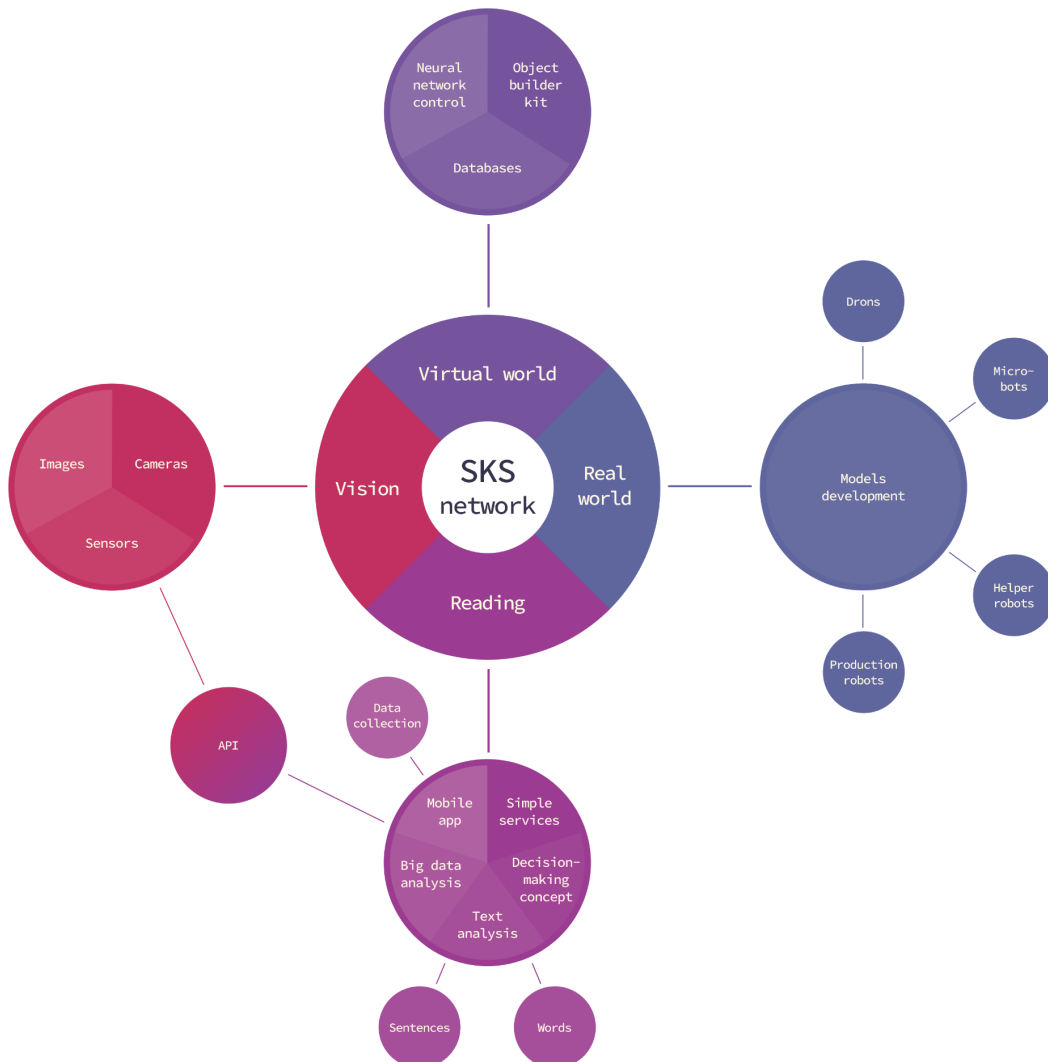 Neural
network
control
Object
builder
kit
Databases
Drons
Micro-
bots
Models
development
Helper
robots
Production
robots
Virtual world
Vision
SKS
network
Real
world
Reading
Images
Cameras
Sensors
API
Data
collection
Mobile
app
Simple
services
Big data
analysis
Decision-
making
concept
Text
analysis
Sentences
Words